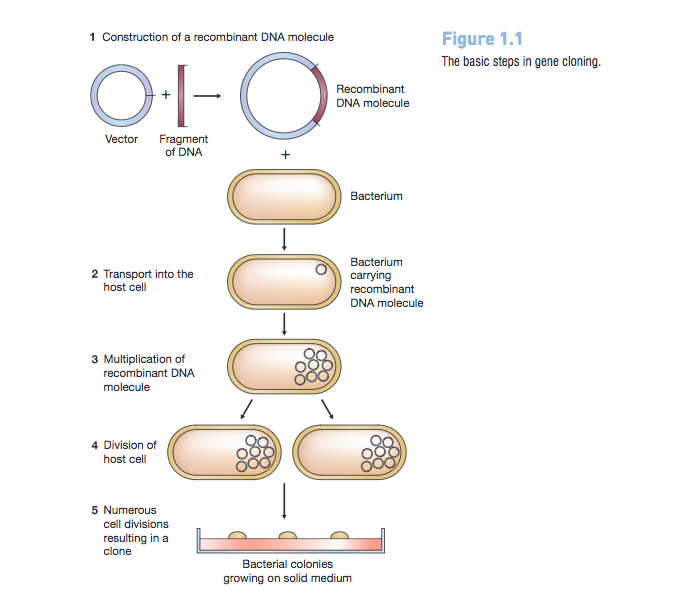 1 Construction of a recombinant DNA molecule
Figure 1.1
The basic steps in gene cloning.
+
Recombinant
DNA molecule
Vector
Fragment
of DNA
+
Bacterium
2 Transport into the
host cell
Bacterium
carrying
recombinant
DNA molecule
3 Multiplication of
recombinant DNA
molecule
4 Division of
host cell
5 Numerous
cell divisions
resulting in a
clone
Bacterial colonies
growing on solid medium